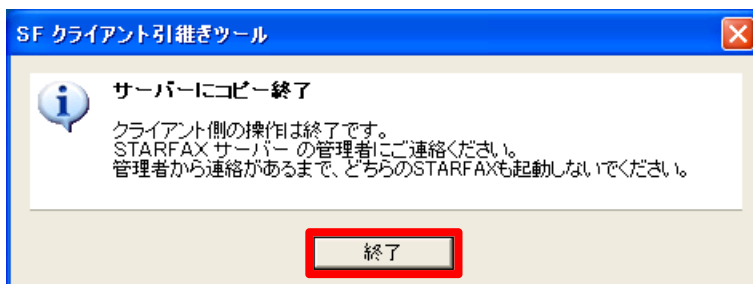 SF クライアント引継ぎツール
サーバーにコピー終了
クライアント側の操作は終了です。
STARFAX サーバー の管理者にご連絡ください。
管理者から連絡があるまで、どちらのSTARFAXも起動しないでください。
終了